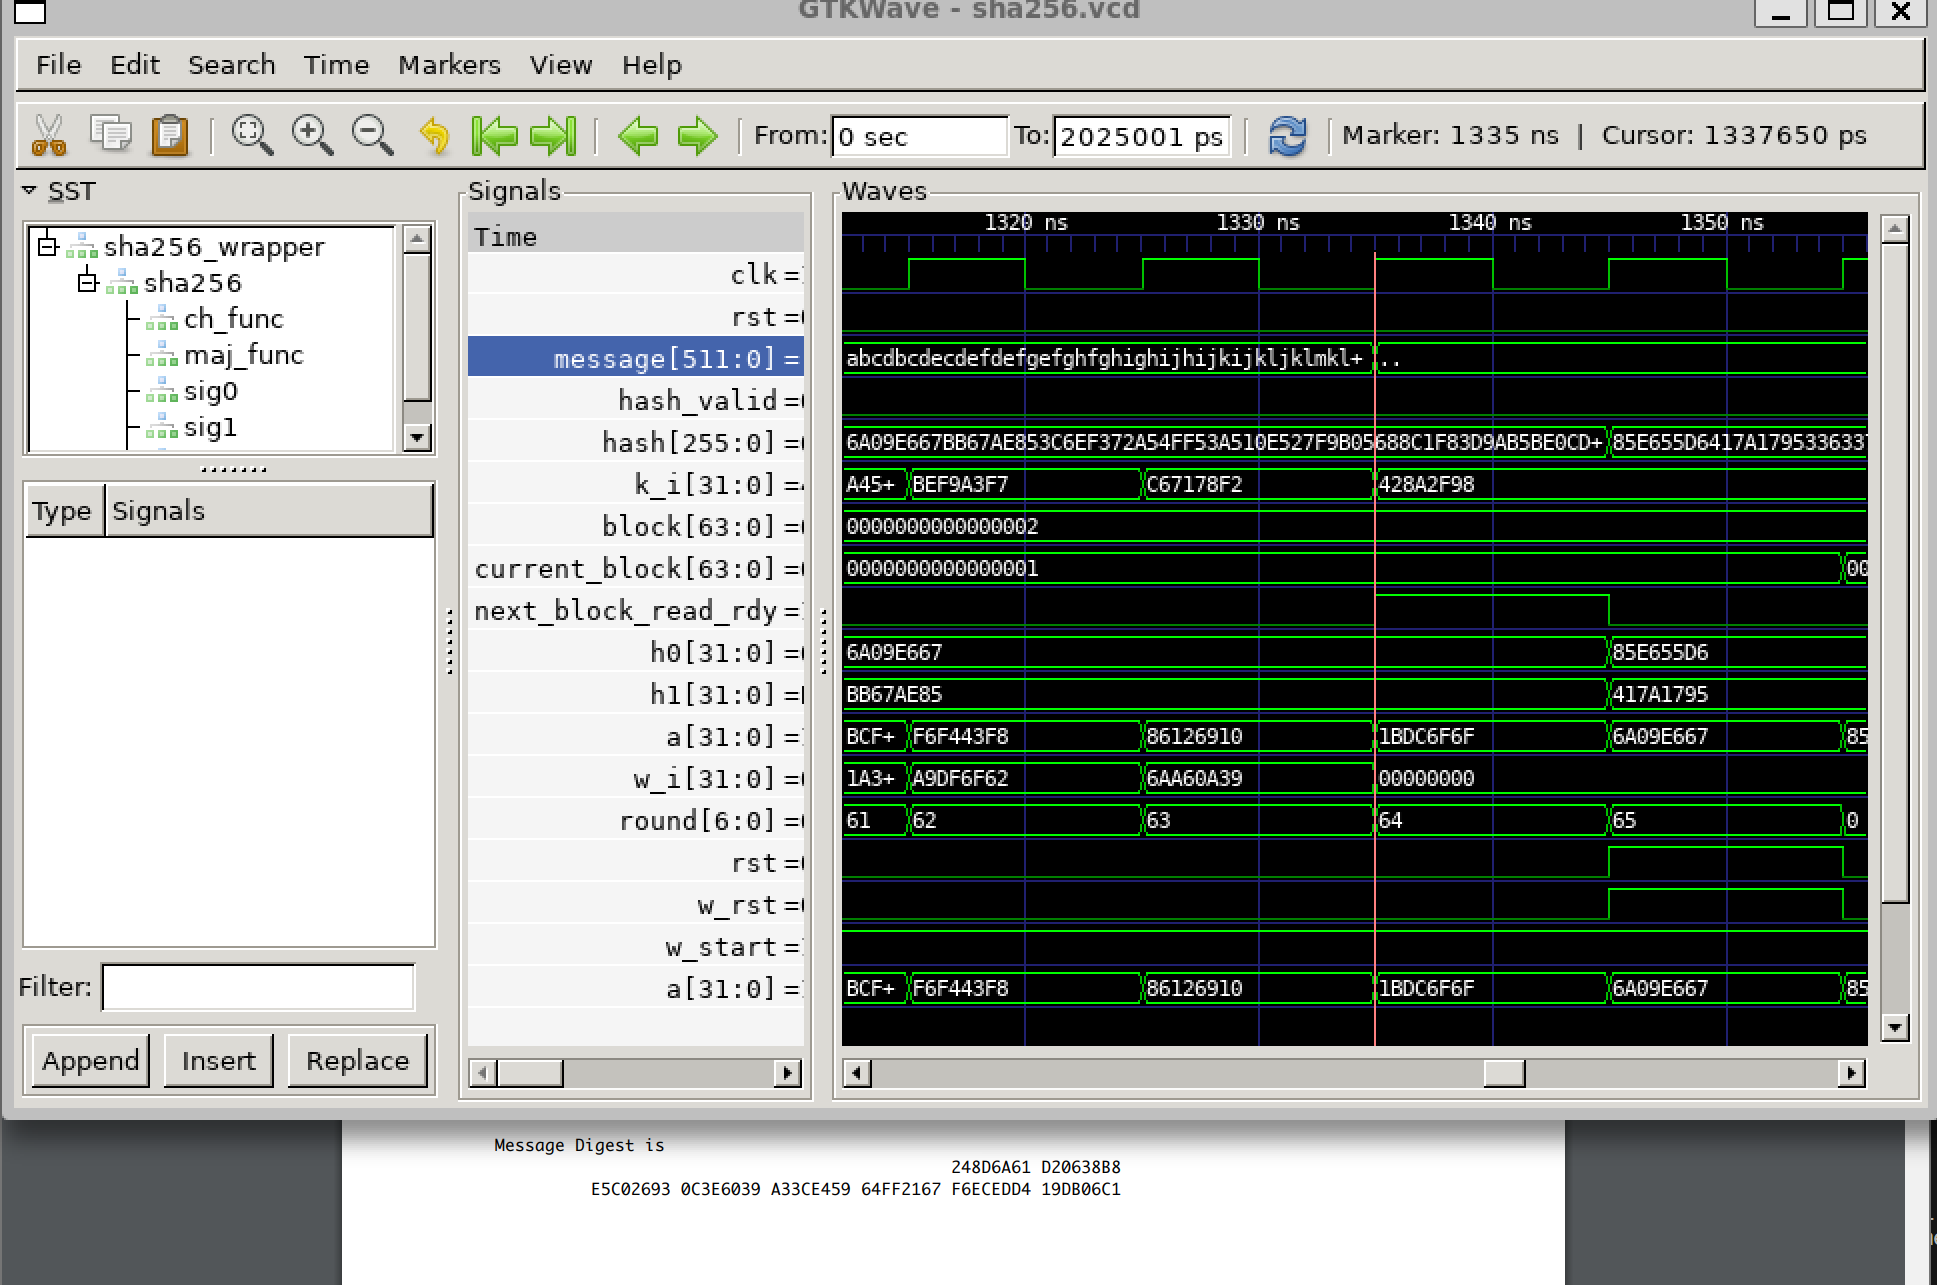 GTKWave - sha256.vcd
File Edit Search Time Markers View Help
From: 0 sec To: 2025001 ps Marker: 1335 ns | Cursor: 1337650 ps
SST
sha256_wrapper
sha256
ch_func
maj_func
sig0
sig1
Type Signals
Filter:
Append Insert Replace
Signals
Time
clk =
rst =
message[511:0] =
hash_valid =
hash[255:0] =
k_i[31:0] =
block[63:0] =
current_block[63:0] =
next_block_read_rdy =
h0[31:0] =
h1[31:0] =
a[31:0] =
w_i[31:0] =
round[6:0] =
rst =
w_rst =
w_start =
a[31:0] =
Waves
1320 ns 1330 ns 1340 ns 1350 ns
abcdbcdecdefdefgefghfghighijhijkijkljklmkl+ ..
6A09E667BB67AE853C6EF372A54FF53A510E527F9B05688C1F83D9AB5BE0CD+ 85E655D6417A1795336337
A45+ BEF9A3F7 C67178F2 428A2F98
0000000000000002
0000000000000001 00
6A09E667 85E655D6
BB67AE85 417A1795
BCF+ F6F443F8 86126910 1BDC6F6F 6A09E667 85
1A3+ A9DF6F62 6AA60A39 00000000
61 62 63 64 65 0
BCF+ F6F443F8 86126910 1BDC6F6F 6A09E667 85
Message Digest is
248D6A61 D20638B8
E5C02693 0C3E6039 A33CE459 64FF2167 F6ECEDD4 19DB06C1